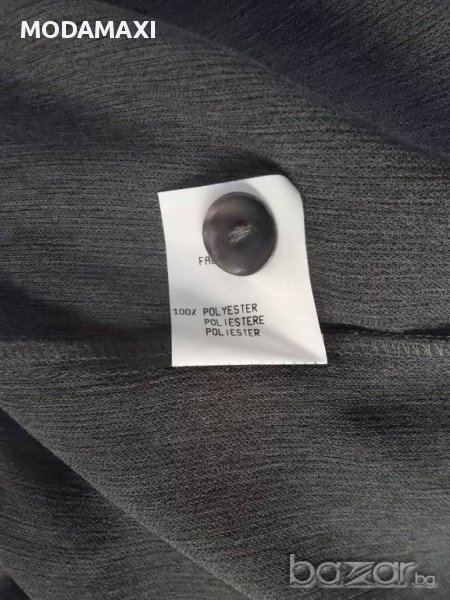 MODAMAXI
100% POLYESTER
POLIESTERE
POLIESTER
bazar.bg